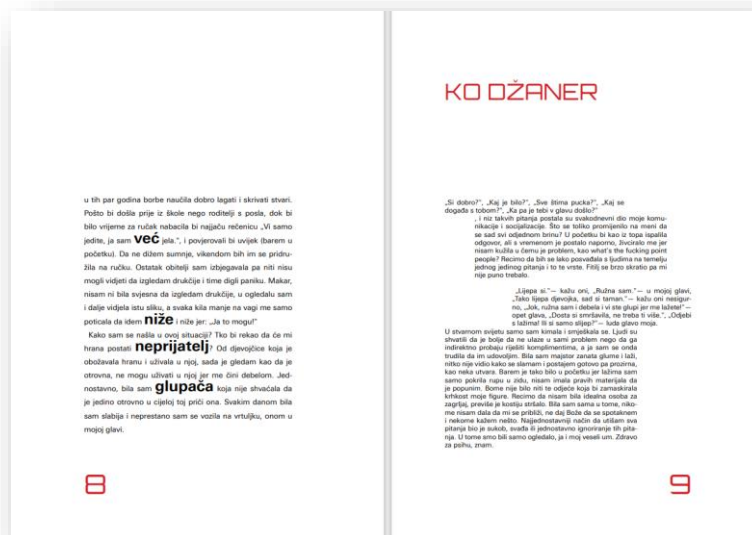 u tih par godina borbe naučila dobro lagati i skrivati stvari.
Pošto bi došla prije iz škole nego roditelji s posla, dok bi
bilo vrijeme za ručak nabacila bi najjaču rečenicu „Vi samo
jedite, ja sam već jela.", i povjerovali bi uvijek (barem u
početku). Da ne dižem sumnje, vikendom bih im se pridru-
žila na ručku. Ostatak obitelji sam izbjegavala pa niti nisu
mogli vidjeti da izgledam drukčije i time digli paniku. Makar,
nisam ni bila svjesna da izgledam drukčije, u ogledalu sam
i dalje vidjela istu sliku, a svaka kila manje na vagi me samo
poticala da idem niže i niže jer: „Ja to mogu!"
Kako sam se našla u ovoj situaciji? Tko bi rekao da će mi
hrana postati neprijatelj? Od djevojčice koja je
obožavala hranu i uživala u njoj, sada je gledam kao da je
otrovna, ne mogu uživati u njoj jer me čini debelom. Jed-
nostavno, bila sam glupača koja nije shvaćala da
je jedino otrovno u cijeloj toj priči ona. Svakim danom bila
sam slabija i neprestano sam se vozila na vrtuljku, onom u
mojoj glavi.
8
KO DŽANER
„Si dobro?", „Kaj je bilo?", „Sve štima pucka?", „Kaj se
događa s tobom?", „Ka pa je tebi v glavu došlo?"
, i niz takvih pitanja postala su svakodnevni dio moje komu-
nikacije i socijalizacije. Što se toliko promijenilo na meni da
se sad svi odjednom brinu? U početku bi kao iz topa ispalila
odgovor, ali s vremenom je postalo naporno, živciralo me jer
nisam kužila u čemu je problem, kao what's the fucking point
people? Recimo da bih se lako posvađala s ljudima na temelju
jednog jedinog pitanja i to te vrste. Fitilj se brzo skratio pa mi
nije puno trebalo.
„Lijepa si."— kažu oni, „Ružna sam."— u mojoj glavi,
„Tako lijepa djevojka, sad si taman."— kažu oni nesigur-
no, „Jok, ružna sam i debela i vi ste glupi jer me lažete!"—
opet glava, „Dosta si smršavila, ne treba ti više.", „Odjebi
s lažima! Ili si samo slijep?"— luda glavo moja.
U stvarnom svijetu samo sam kimala i smješkala se. Ljudi su
shvatili da je bolje da ne ulaze u sami problem nego da ga
indirektno probaju riješiti komplimentima, a ja sam se onda
trudila da im udovoljim. Bila sam majstor zanata glume i laži,
nitko nije vidio kako se slamam i postajem gotovo pa prozirna,
kao neka utvara. Barem je tako bilo u početku jer lažima sam
samo pokrila rupu u zidu, nisam imala pravih materijala da
je popunim. Bome nije bilo niti te odjeće koja bi zamaskirala
krhkost moje figure. Recimo da nisam bila idealna osoba za
zagrljaj, previše je kostiju stršalo. Bila sam sama u tome, niko-
me nisam dala da mi se približi, ne daj Bože da se spotaknem
i nekome kažem nešto. Najjednostavniji način da utišam sva
pitanja bio je sukob, svađa ili jednostavno ignoriranje tih pita-
nja. U tome smo bili samo ogledalo, ja i moj veseli um. Zdravo
za psihu, znam.
9